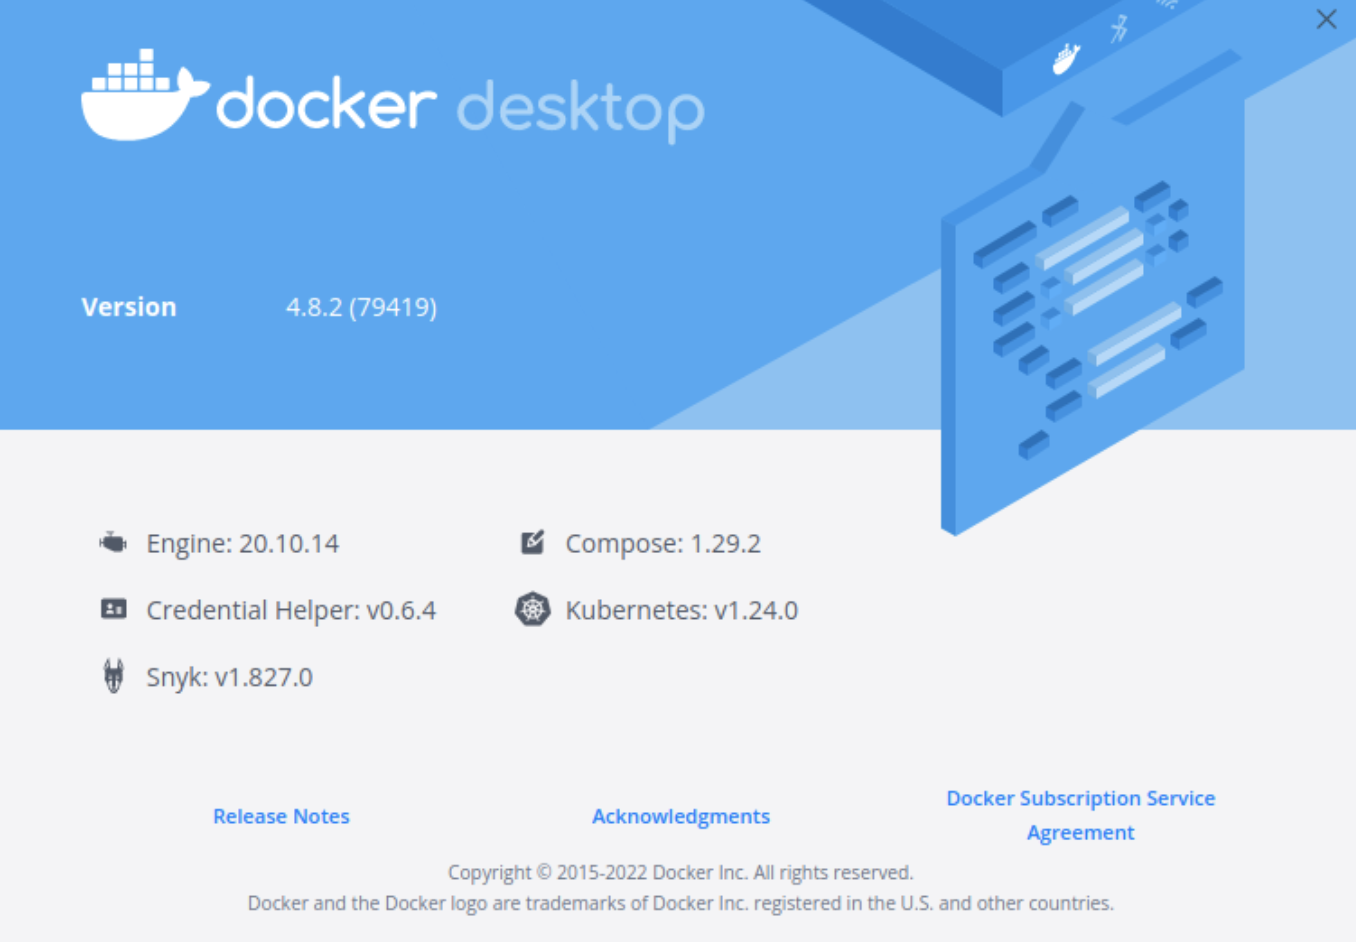 docker desktop
Version 4.8.2 (79419)
Engine: 20.10.14 Compose: 1.29.2
Credential Helper: v0.6.4 Kubernetes: v1.24.0
Snyk: v1.827.0
Release Notes Acknowledgments Docker Subscription Service
Agreement
Copyright © 2015-2022 Docker Inc. All rights reserved.
Docker and the Docker logo are trademarks of Docker Inc. registered in the U.S. and other countries.